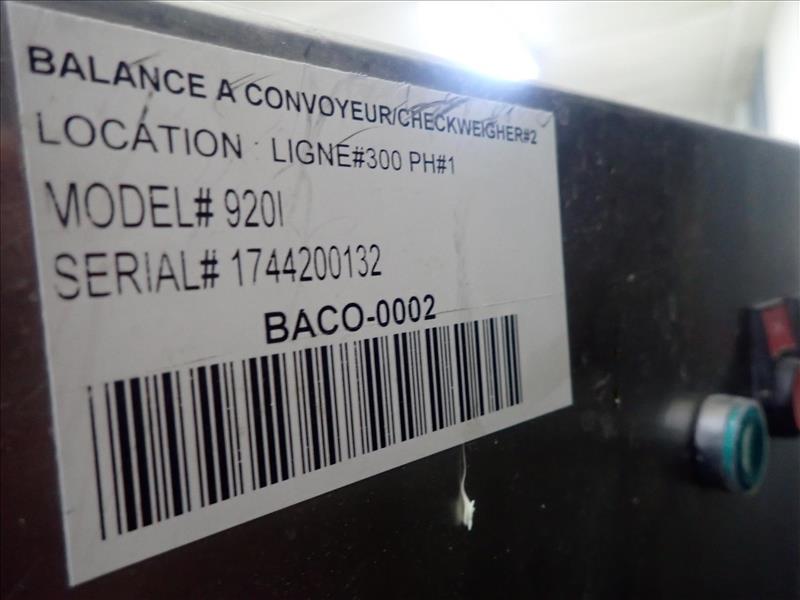 BALANCE A CONVOYEUR/CHECKWEIGHER#2
LOCATION : LIGNE#300 PH#1
MODEL# 920I
SERIAL# 1744200132
BACO-0002